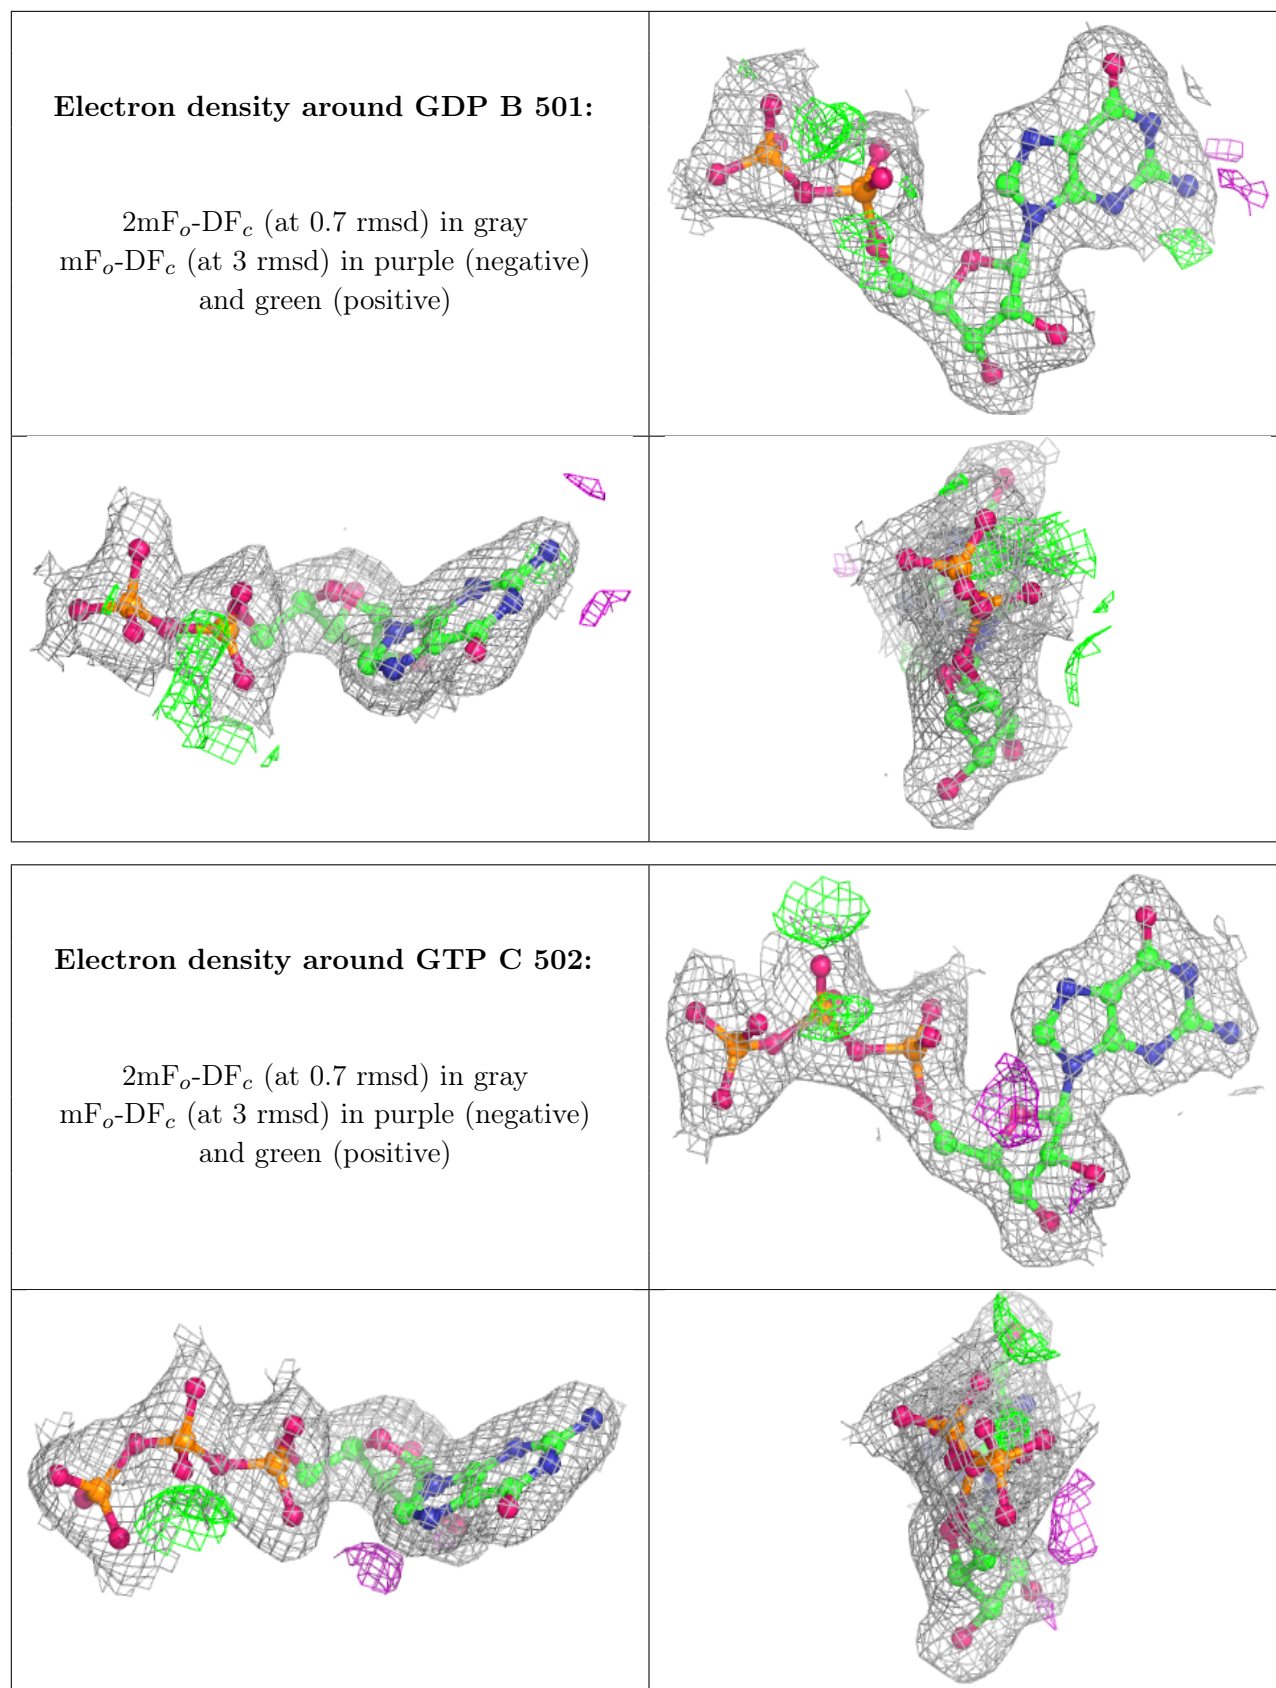 Electron density around GDP B 501:
2mFo-DFc (at 0.7 rmsd) in gray
mFo-DFc (at 3 rmsd) in purple (negative)
and green (positive)
Electron density around GTP C 502:
2mFo-DFc (at 0.7 rmsd) in gray
mFo-DFc (at 3 rmsd) in purple (negative)
and green (positive)